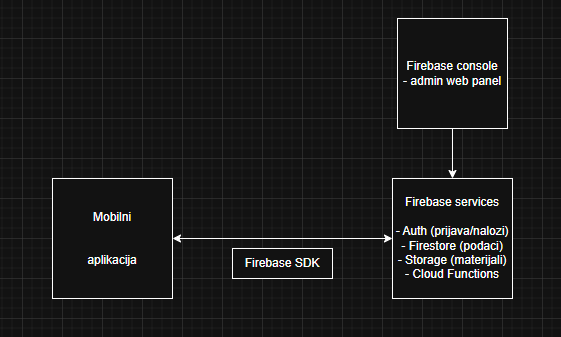 Firebase console
- admin web panel
Mobilni
aplikacija
Firebase SDK
Firebase services
- Auth (prijava/nalozi)
- Firestore (podaci)
- Storage (materijali)
- Cloud Functions